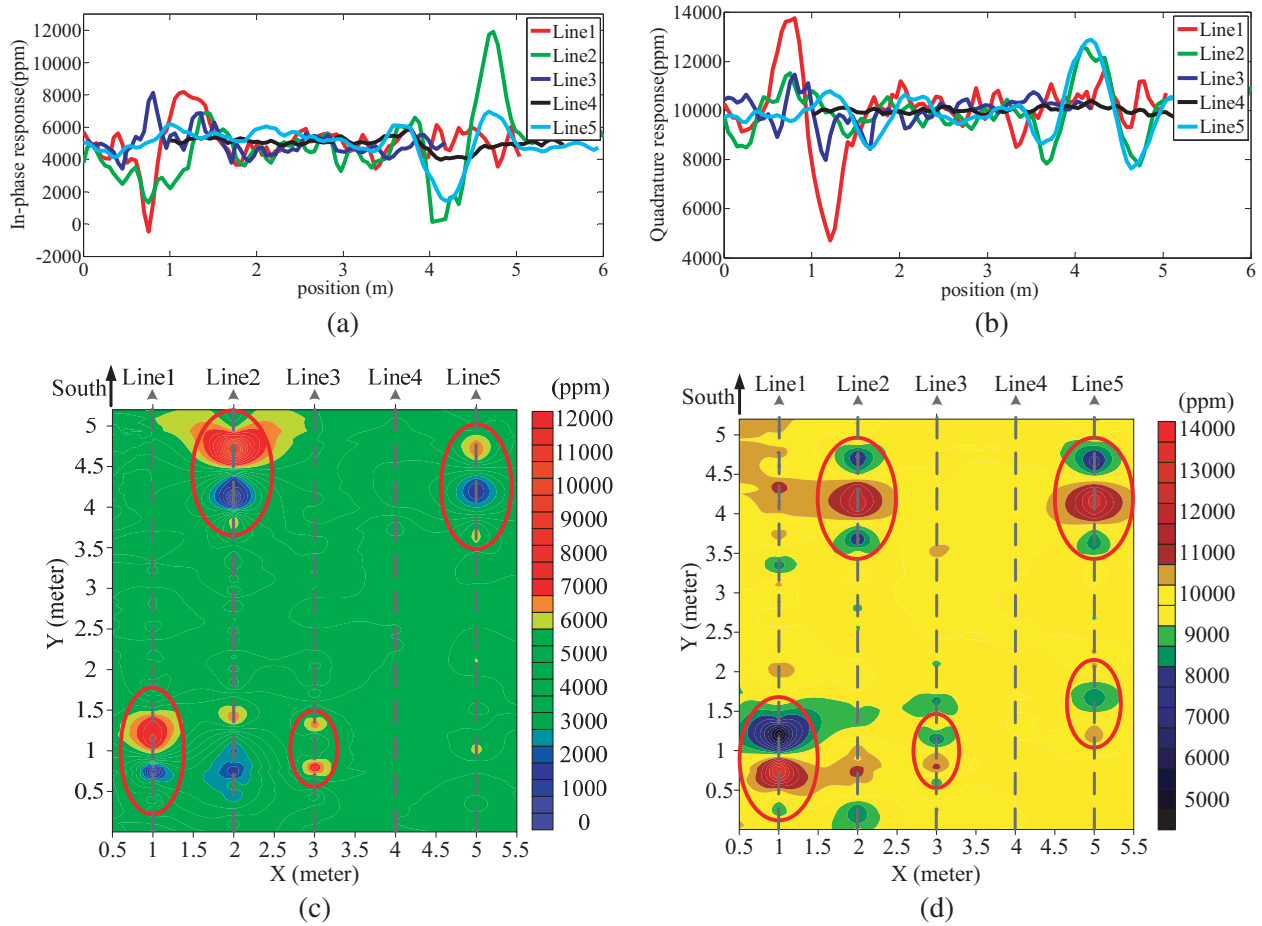 In-phase response(ppm)
12000
10000
8000
6000
4000
2000
0
-2000
0 1 2 3 4 5 6
position (m)
Line1
Line2
Line3
Line4
Line5
(a)
Quadrature response(ppm)
14000
12000
10000
8000
6000
4000
0 1 2 3 4 5 6
position (m)
Line1
Line2
Line3
Line4
Line5
(b)
South Line1 Line2 Line3 Line4 Line5 (ppm)
Y (meter)
5
4.5
4
3.5
3
2.5
2
1.5
1
0.5
0.5 1 1.5 2 2.5 3 3.5 4 4.5 5 5.5
X (meter)
12000
11000
10000
9000
8000
7000
6000
5000
4000
3000
2000
1000
0
(c)
South Line1 Line2 Line3 Line4 Line5 (ppm)
Y (meter)
5
4.5
4
3.5
3
2.5
2
1.5
1
0.5
0.5 1 1.5 2 2.5 3 3.5 4 4.5 5 5.5
X (meter)
14000
13000
12000
11000
10000
9000
8000
7000
6000
5000
(d)